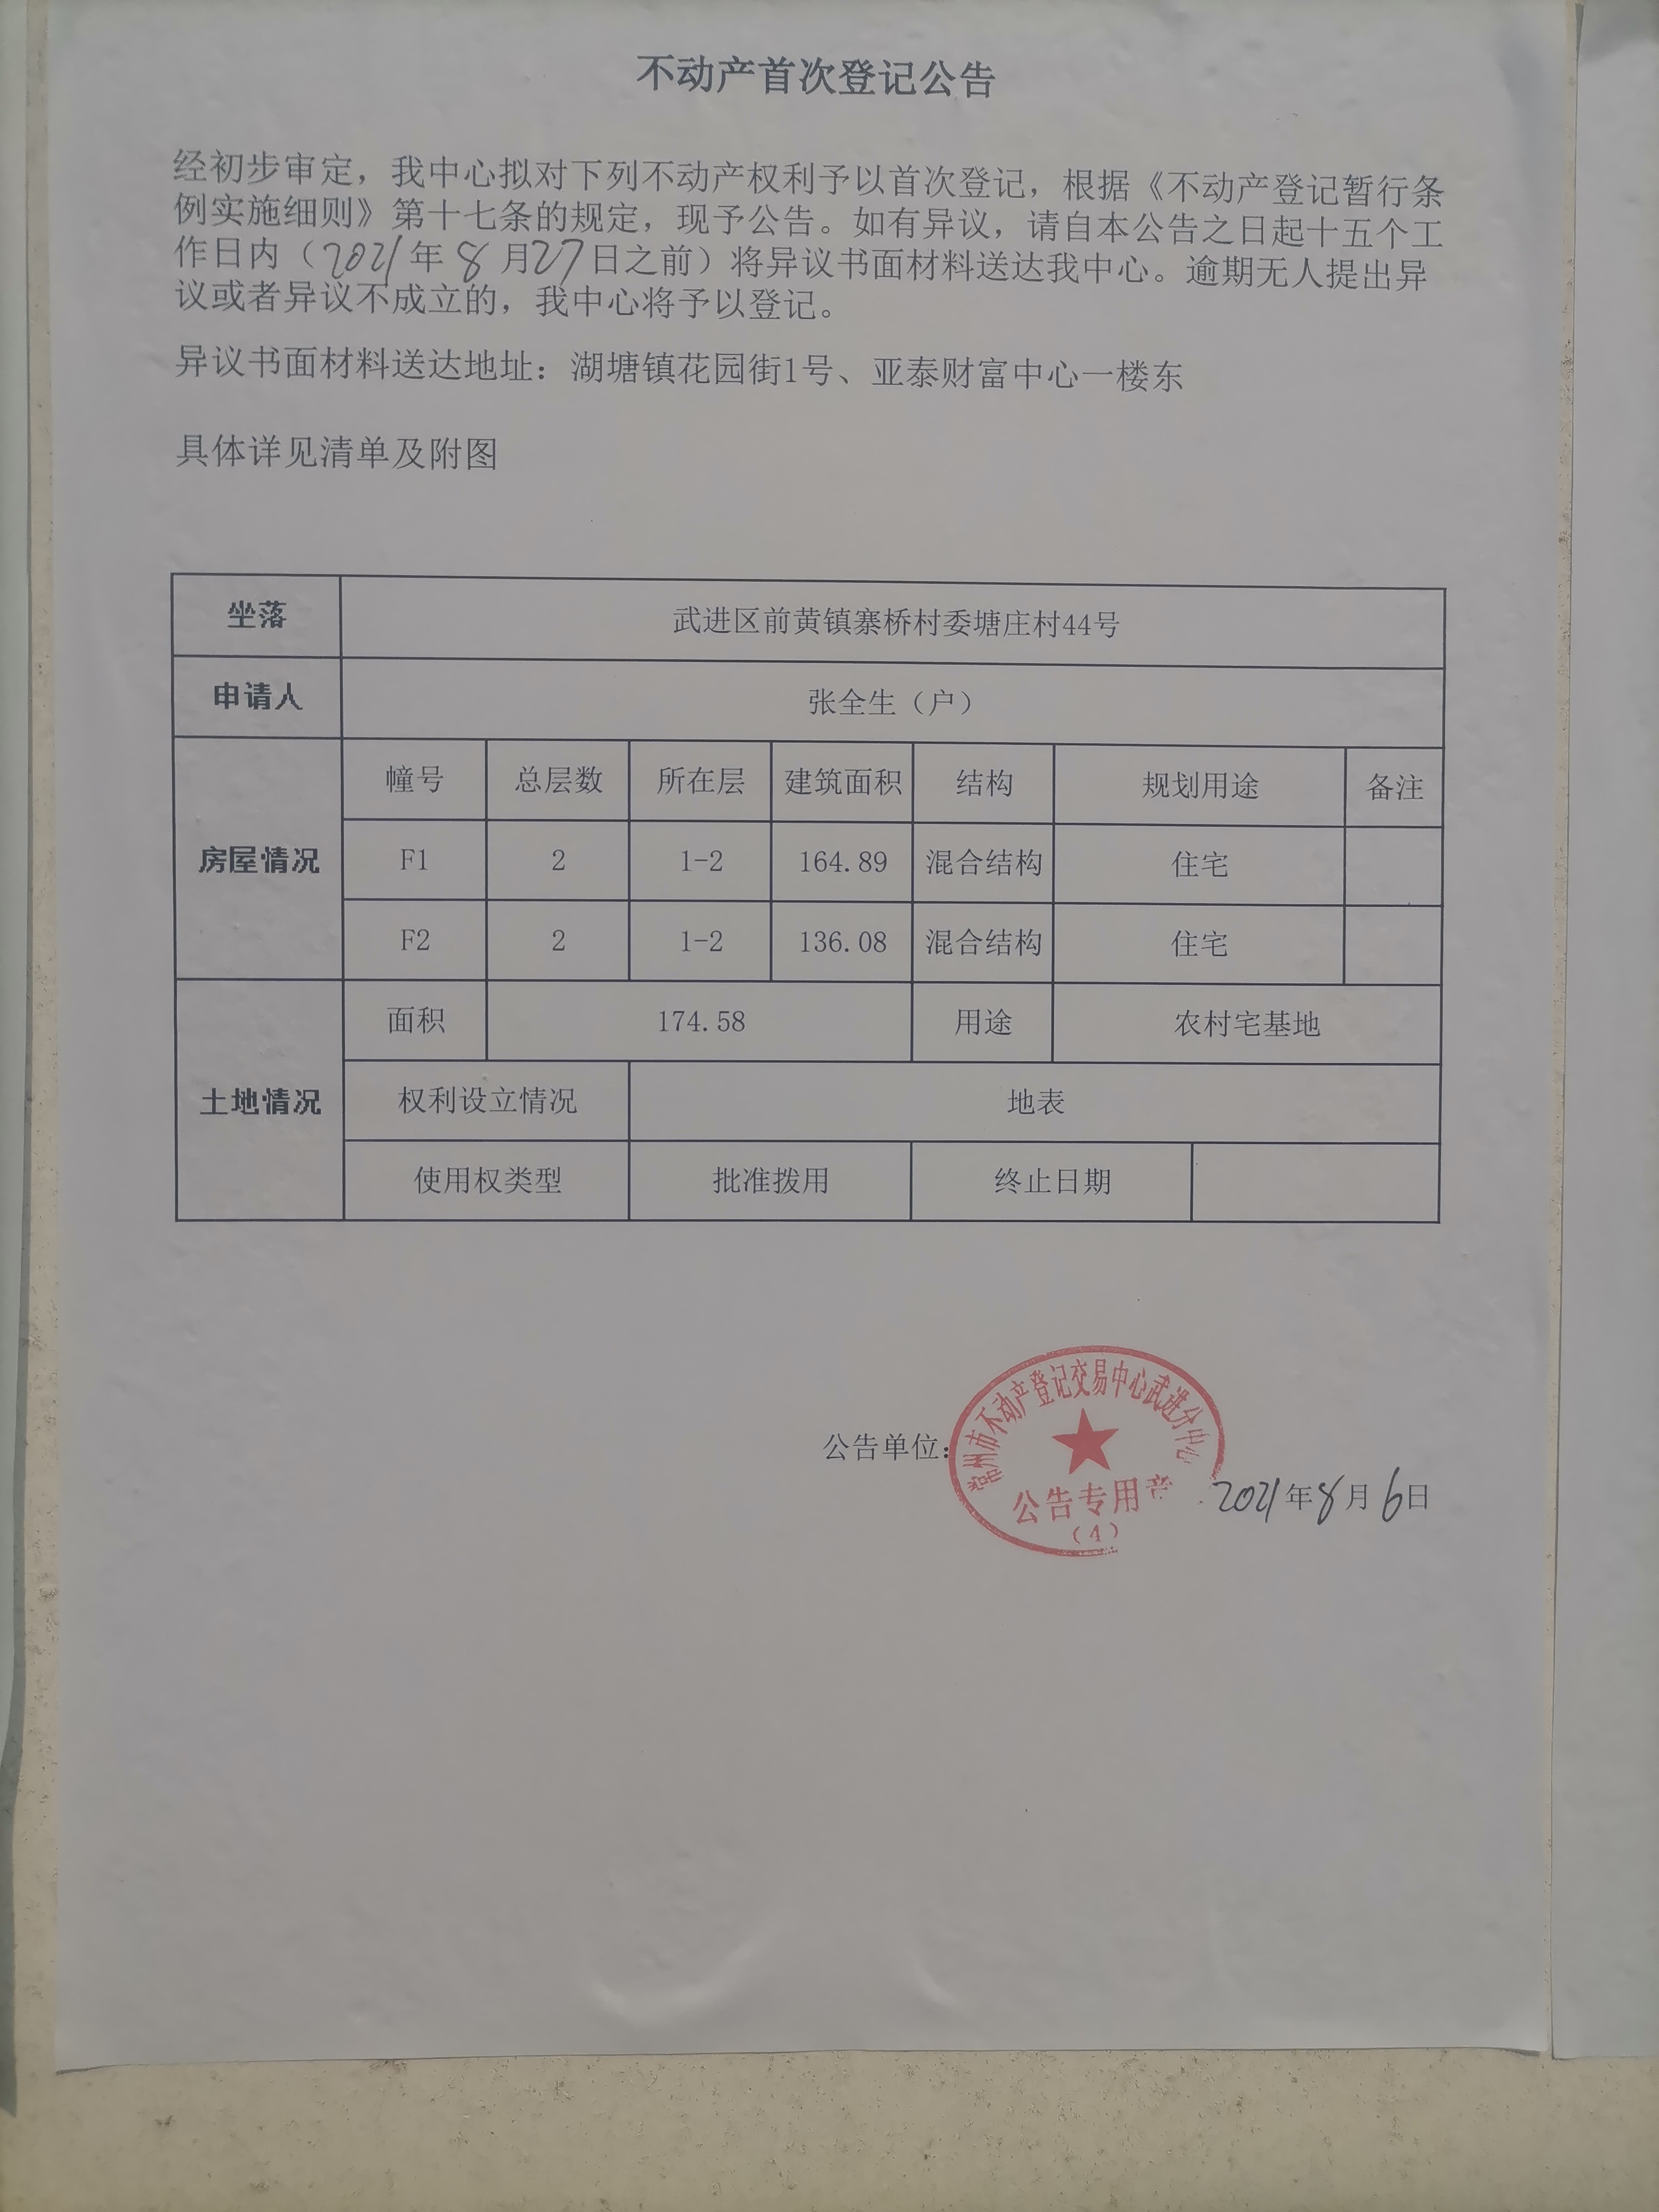 不动产首次登记公告
经初步审定，我中心拟对下列不动产权利予以首次登记，根据《不动产登记暂行条
例实施细则》第十七条的规定，现予公告。如有异议，请自本公告之日起十五个工
作日内（2021年8月27日之前）将异议书面材料送达我中心。逾期无人提出异
议或者异议不成立的，我中心将予以登记。
异议书面材料送达地址：湖塘镇花园街1号、亚泰财富中心一楼东
具体详见清单及附图
坐落 武进区前黄镇寨桥村委塘庄村44号
申请人 张全生（户）
房屋情况 幢号 总层数 所在层 建筑面积 结构 规划用途 备注
F1 2 1-2 164.89 混合结构 住宅
F2 2 1-2 136.08 混合结构 住宅
土地情况 面积 174.58 用途 农村宅基地
权利设立情况 地表
使用权类型 批准拨用 终止日期
公告单位：
常州市不动产登记交易中心武进分中心
公告专用章
（4）
2021年8月6日